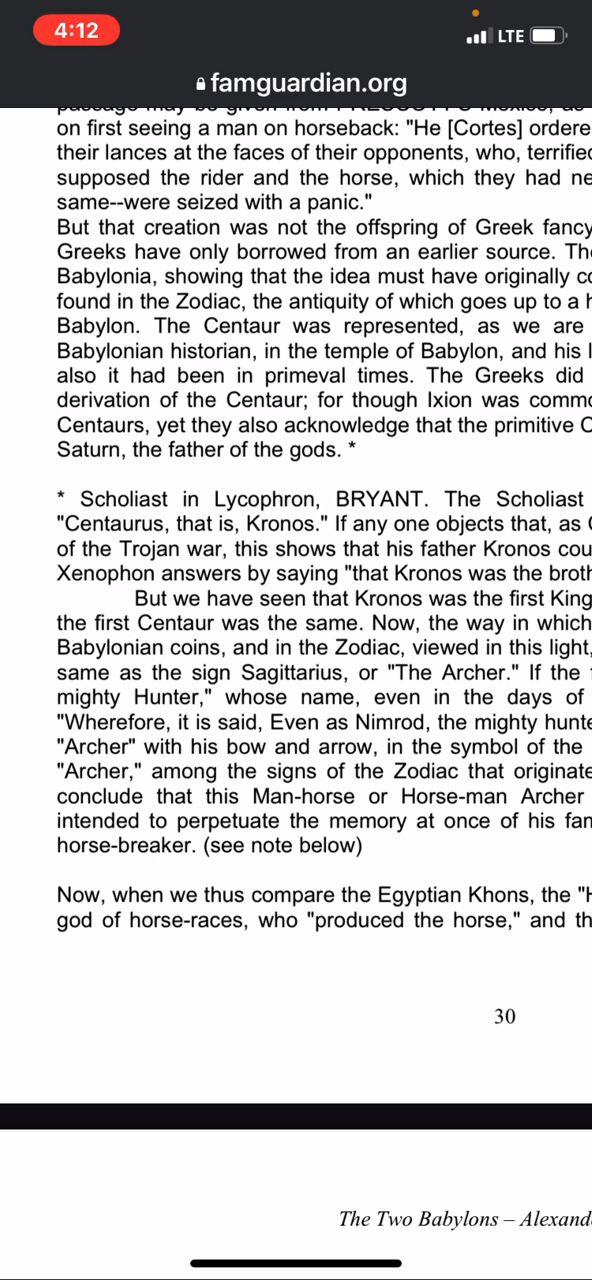 4:12
LTE
famguardian.org
on first seeing a man on horseback: "He [Cortes] ordere
their lances at the faces of their opponents, who, terrified
supposed the rider and the horse, which they had ne
same--were seized with a panic."
But that creation was not the offspring of Greek fancy
Greeks have only borrowed from an earlier source. The
Babylonia, showing that the idea must have originally co
found in the Zodiac, the antiquity of which goes up to a h
Babylon. The Centaur was represented, as we are
Babylonian historian, in the temple of Babylon, and his l
also it had been in primeval times. The Greeks did
derivation of the Centaur; for though Ixion was commo
Centaurs, yet they also acknowledge that the primitive C
Saturn, the father of the gods. *
* Scholiast in Lycophron, BRYANT. The Scholiast
"Centaurus, that is, Kronos." If any one objects that, as
of the Trojan war, this shows that his father Kronos cou
Xenophon answers by saying "that Kronos was the broth
But we have seen that Kronos was the first King
the first Centaur was the same. Now, the way in which
Babylonian coins, and in the Zodiac, viewed in this light,
same as the sign Sagittarius, or "The Archer." If the
mighty Hunter," whose name, even in the days of
"Wherefore, it is said, Even as Nimrod, the mighty hunte
"Archer" with his bow and arrow, in the symbol of the
"Archer," among the signs of the Zodiac that originate
conclude that this Man-horse or Horse-man Archer
intended to perpetuate the memory at once of his fam
horse-breaker. (see note below)
Now, when we thus compare the Egyptian Khons, the "H
god of horse-races, who "produced the horse," and th
30
The Two Babylons – Alexand